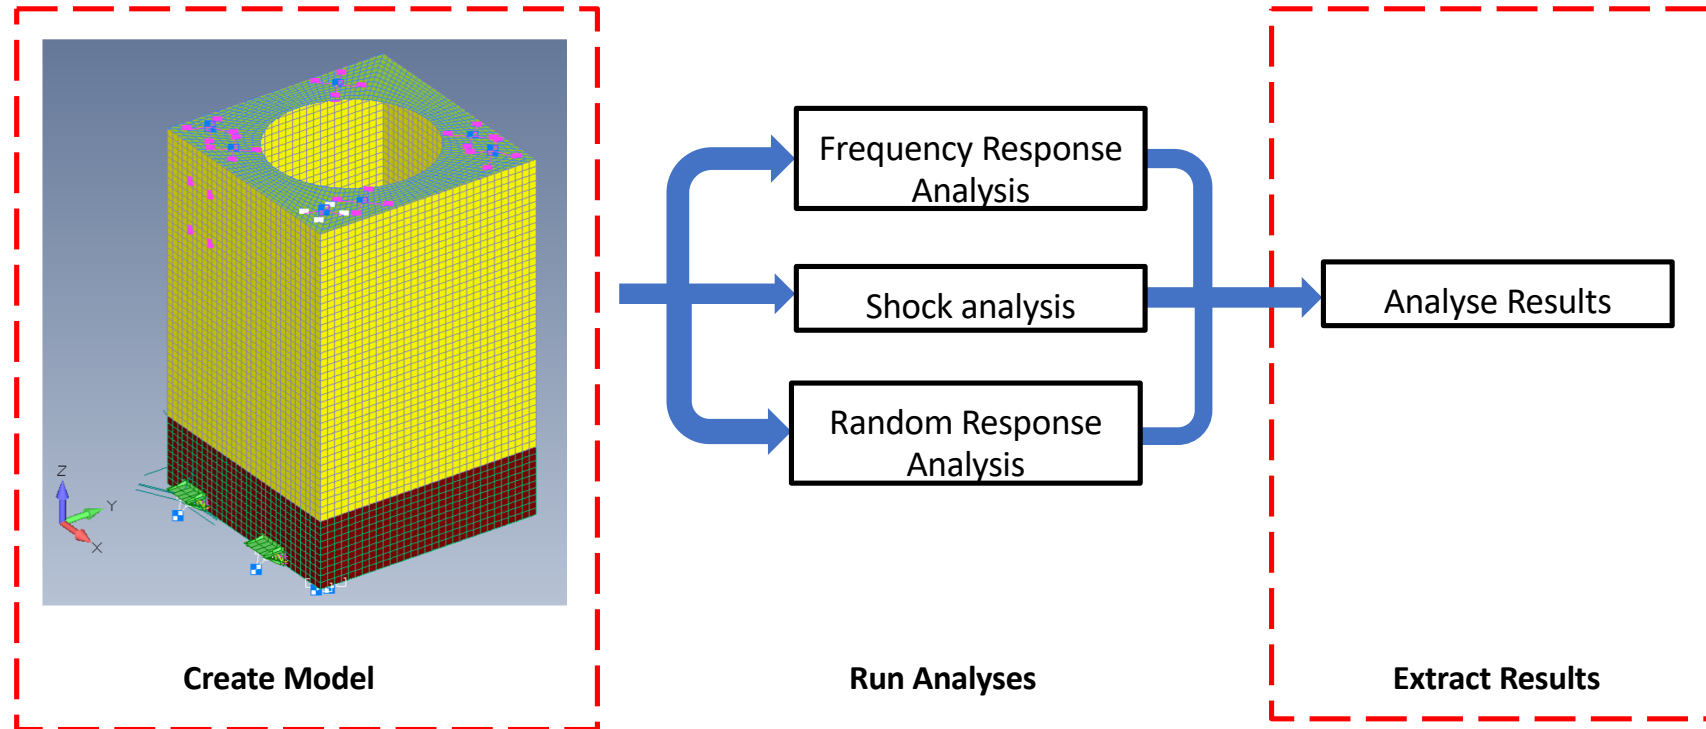 Z
Y
X
Create Model
Frequency Response
Analysis
Shock analysis
Random Response
Analysis
Run Analyses
Analyse Results
Extract Results